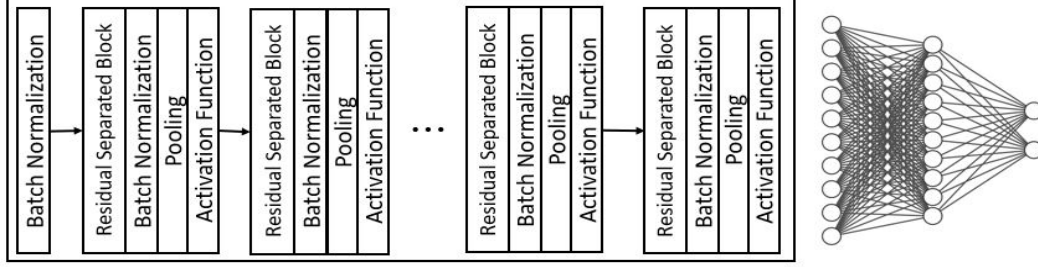 Batch Normalization
Residual Separated Block
Batch Normalization
Pooling
Activation Function
Residual Separated Block
Batch Normalization
Pooling
Activation Function
...
Residual Separated Block
Batch Normalization
Pooling
Activation Function
Residual Separated Block
Batch Normalization
Pooling
Activation Function